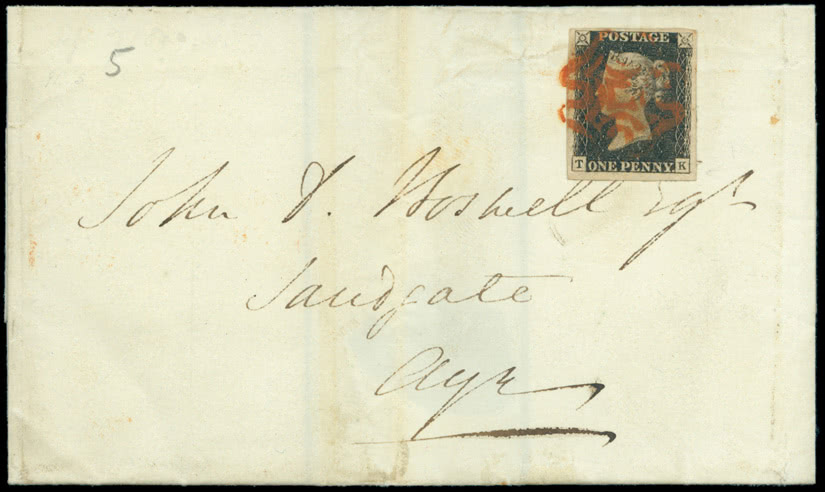 5
POSTAGE
T ONE PENNY K
John Boswell Esqr
Sandgate
Ayr